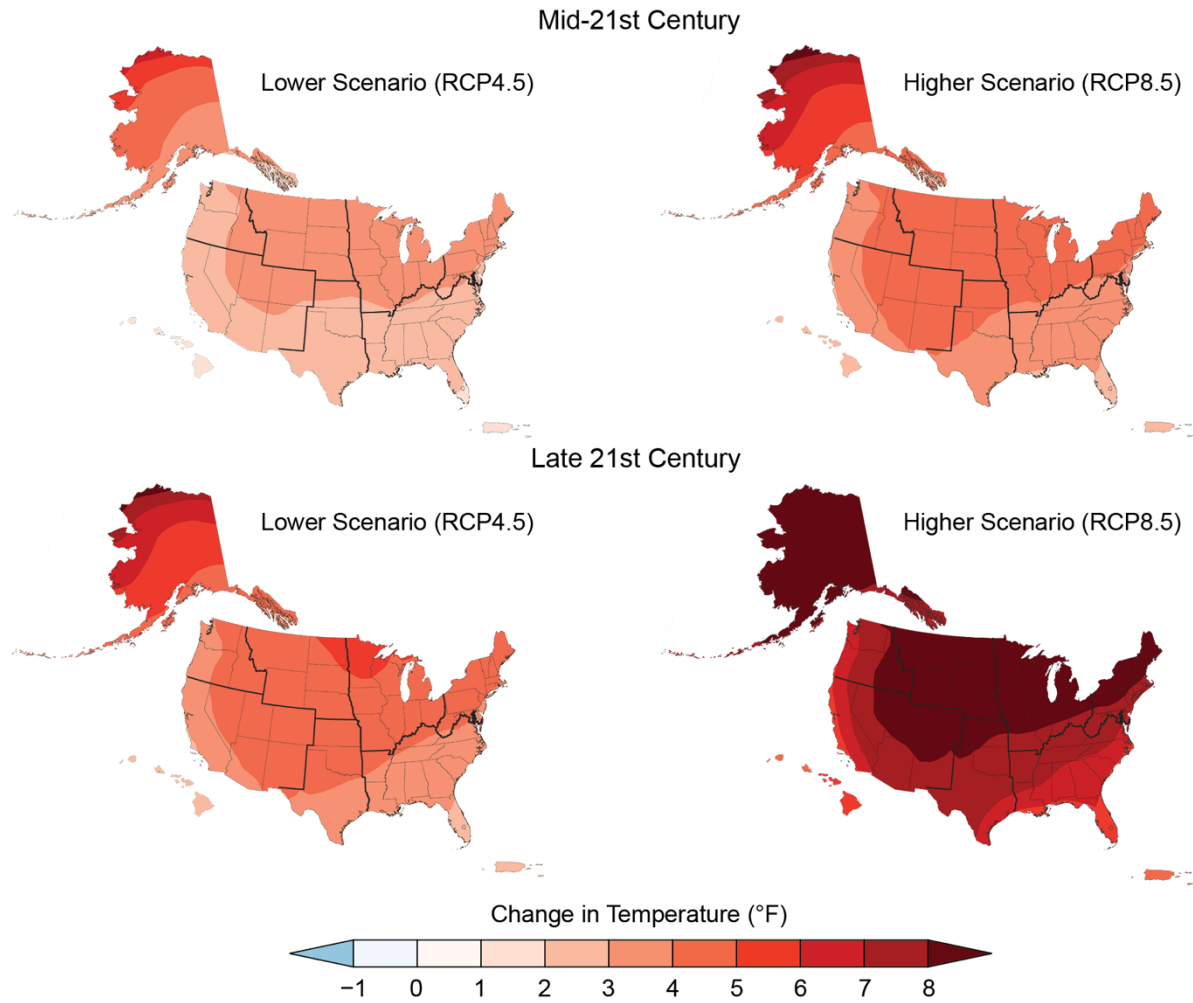 Mid-21st Century
Lower Scenario (RCP4.5)
Higher Scenario (RCP8.5)
Late 21st Century
Lower Scenario (RCP4.5)
Higher Scenario (RCP8.5)
Change in Temperature (°F)
−1 0 1 2 3 4 5 6 7 8